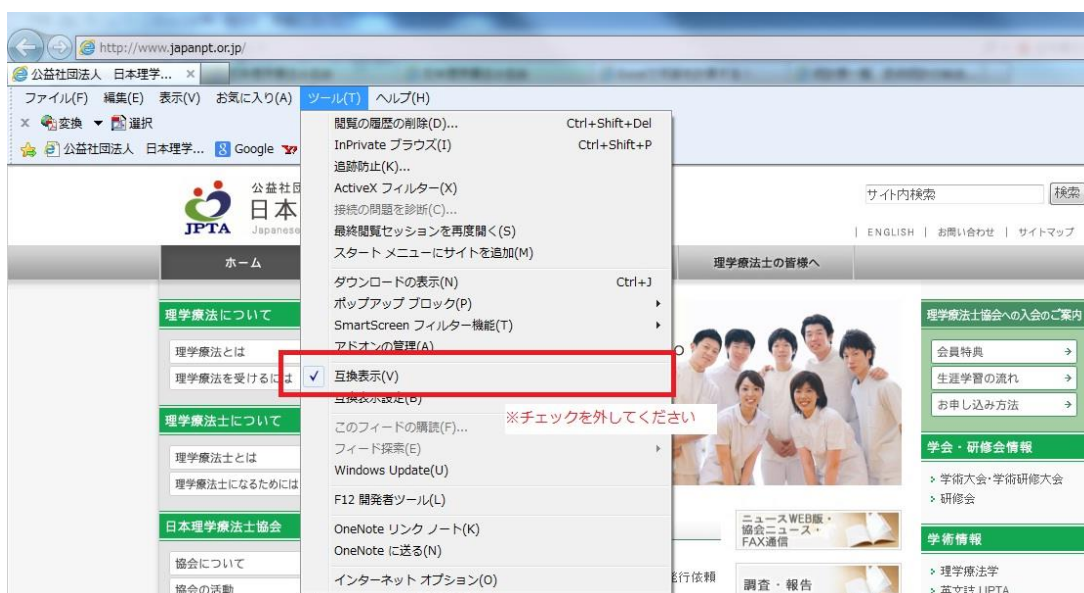 http://www.japanpt.or.jp/
公益社団法人 日本理学... ×
ファイル(F) 編集(E) 表示(V) お気に入り(A) ツール(T) ヘルプ(H)
× 変換 ▼ 選択
公益社団法人 日本理学... Google
閲覧の履歴の削除(D)... Ctrl+Shift+Del
InPrivate ブラウズ(I) Ctrl+Shift+P
追跡防止(K)...
ActiveX フィルター(X)
接続の問題を診断(C)...
最終閲覧セッションを再度開く(S)
スタート メニューにサイトを追加(M)
ダウンロードの表示(N) Ctrl+J
ポップアップ ブロック(P)
SmartScreen フィルター機能(T)
アドオンの管理(A)
互換表示(V)
互換表示設定(B)
※チェックを外してください
このフィードの購読(F)...
フィード探索(E)
Windows Update(U)
F12 開発者ツール(L)
OneNote リンク ノート(K)
OneNote に送る(N)
インターネット オプション(O)
公益社団
日本
JPTA Japanese
サイト内検索 検索
| ENGLISH | お問い合わせ | サイトマップ
ホーム 理学療法士の皆様へ
理学療法について
理学療法とは
理学療法を受けるには
理学療法士について
理学療法士とは
理学療法士になるためには
日本理学療法士協会
協会について
協会の活動
ニュースWEB版・
協会ニュース・
FAX通信
発行依頼
調査・報告
理学療法士協会への入会のご案内
会員特典
生涯学習の流れ
お申し込み方法
学会・研修会情報
学術大会・学術研修大会
研修会
学術情報
理学療法学
英文誌 JPTA